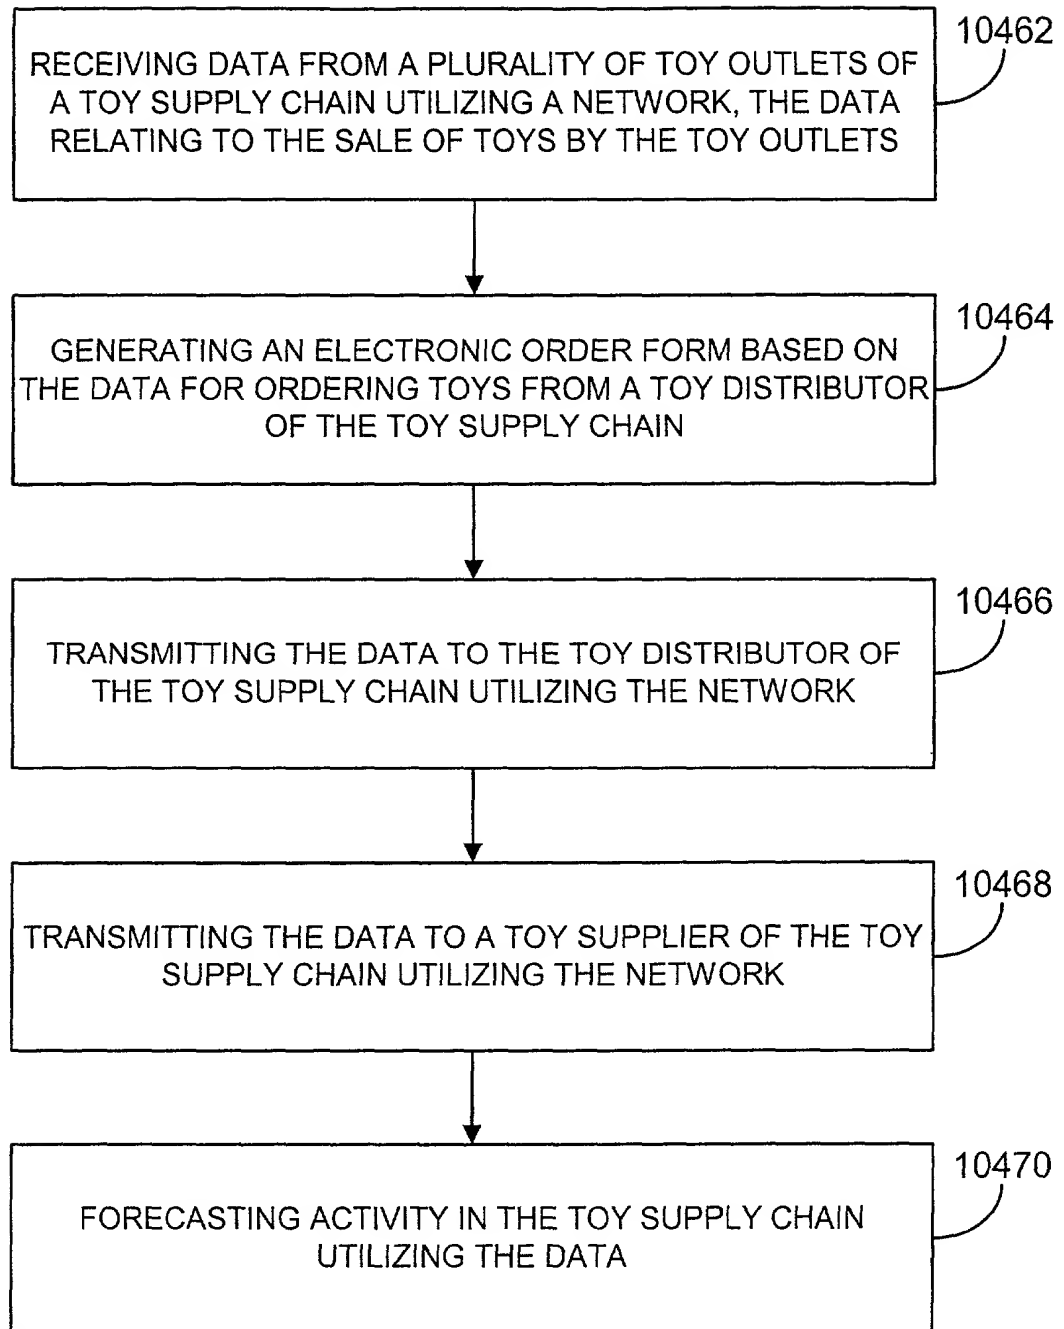 10462
RECEIVING DATA FROM A PLURALITY OF TOY OUTLETS OF
A TOY SUPPLY CHAIN UTILIZING A NETWORK, THE DATA
RELATING TO THE SALE OF TOYS BY THE TOY OUTLETS
10464
GENERATING AN ELECTRONIC ORDER FORM BASED ON
THE DATA FOR ORDERING TOYS FROM A TOY DISTRIBUTOR
OF THE TOY SUPPLY CHAIN
10466
TRANSMITTING THE DATA TO THE TOY DISTRIBUTOR OF
THE TOY SUPPLY CHAIN UTILIZING THE NETWORK
10468
TRANSMITTING THE DATA TO A TOY SUPPLIER OF THE TOY
SUPPLY CHAIN UTILIZING THE NETWORK
10470
FORECASTING ACTIVITY IN THE TOY SUPPLY CHAIN
UTILIZING THE DATA